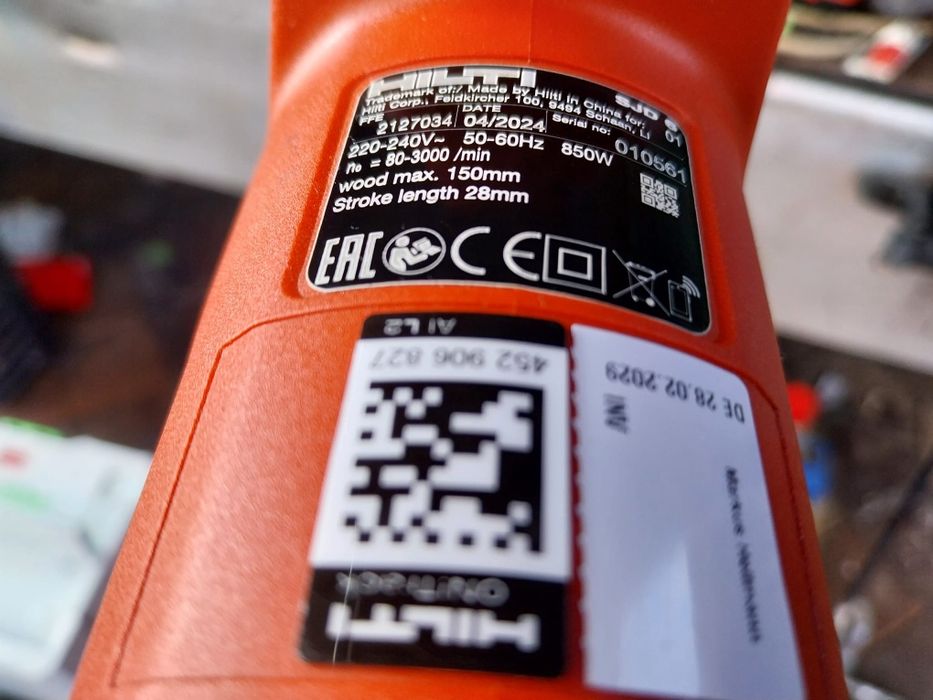 HILTI
SJD
Trademark of:/ Made by Hilti in China for:
01
Hilti Corp., Feldkircher 100, 9494 Schaan, LI
FFE
DATE
Serial no:
2127034
04/2024
010561
220-240V~ 50-60Hz 850W
n₀ = 80-3000 /min
wood max. 150mm
Stroke length 28mm
EAC
CE
AI L2
452 906 827
ON!Track
HILTI
DE 28.02.2029
INV
Markus